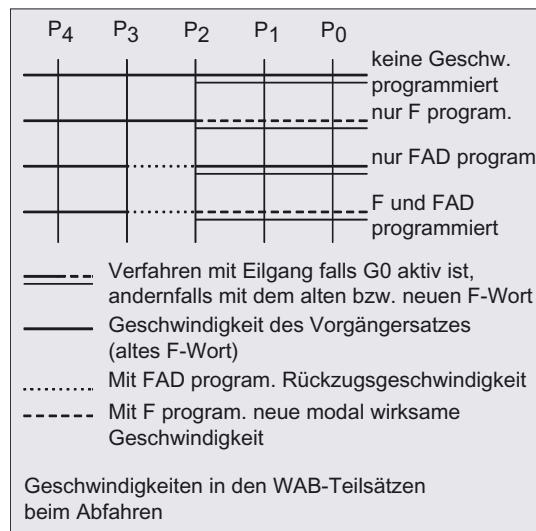 P4 P3 P2 P1 P0
keine Geschw.
programmiert
nur F program.
nur FAD program
F und FAD
programmiert
Verfahren mit Eilgang falls G0 aktiv ist,
andernfalls mit dem alten bzw. neuen F-Wort
Geschwindigkeit des Vorgängersatzes
(altes F-Wort)
Mit FAD program. Rückzugsgeschwindigkeit
Mit F program. neue modal wirksame
Geschwindigkeit
Geschwindigkeiten in den WAB-Teilsätzen
beim Abfahren